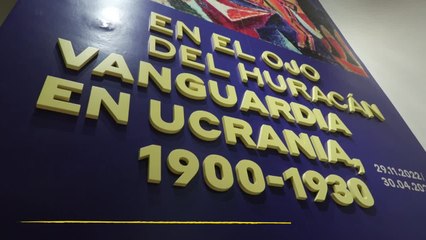 EN EL OJO
DEL HURACÁN
VANGUARDIA
EN UCRANIA,
1900-1930
29.11.2022
30.04.20